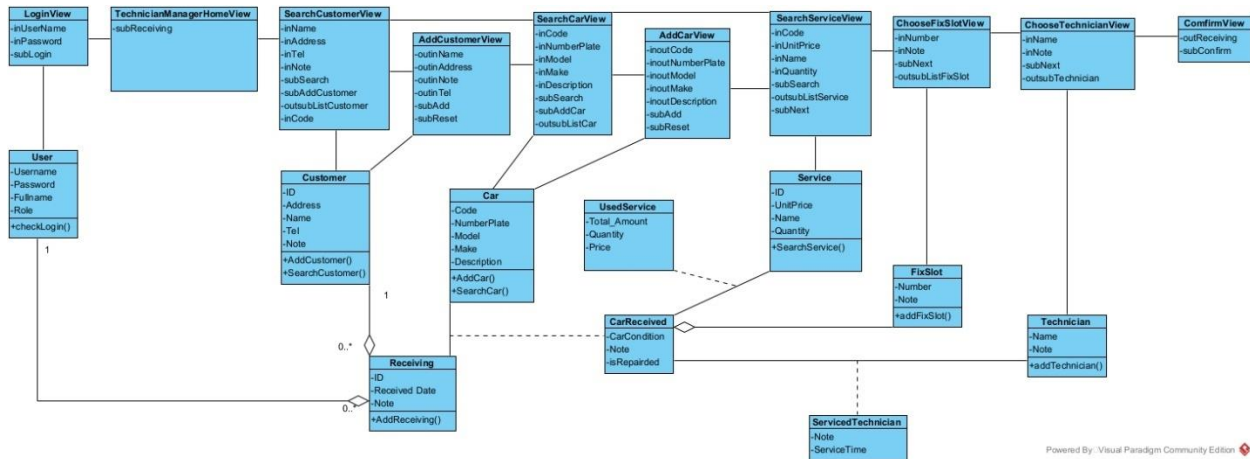 LoginView
-inUserName
-inPassword
-subLogin
TechnicianManagerHomeView
-subReceiving
SearchCustomerView
-inName
-inAddress
-inTel
-inNote
-subSearch
-subAddCustomer
-outsubListCustomer
-inCode
AddCustomerView
-outinName
-outinAddress
-outinNote
-outinTel
-subAdd
-subReset
SearchCarView
-inCode
-inNumberPlate
-inModel
-inMake
-inDescription
-subSearch
-subAddCar
-outsubListCar
AddCarView
-inoutCode
-inoutNumberPlate
-inoutModel
-inoutMake
-inoutDescription
-subAdd
-subReset
SearchServiceView
-inCode
-inUnitPrice
-inName
-inQuantity
-subSearch
-outsubListService
-subNext
ChooseFixSlotView
-inNumber
-inNote
-subNext
-outsubListFixSlot
ChooseTechnicianView
-inName
-inNote
-subNext
-outsubTechnician
ComfirmView
-outReceiving
-subConfirm
User
-Username
-Password
-Fullname
-Role
+checkLogin()
1
Customer
-ID
-Address
-Name
-Tel
-Note
+AddCustomer()
+SearchCustomer()
1
Car
-Code
-NumberPlate
-Model
-Make
-Description
+AddCar()
+SearchCar()
UsedService
-Total_Amount
-Quantity
-Price
Service
-ID
-UnitPrice
-Name
-Quantity
+SearchService()
FixSlot
-Number
-Note
+addFixSlot()
CarReceived
-CarCondition
-Note
-isRepairded
Technician
-Name
-Note
+addTechnician()
0..*
Receiving
-ID
-Received Date
-Note
+AddReceiving()
0..*
ServicedTechnician
-Note
-ServiceTime
Powered By: Visual Paradigm Community Edition